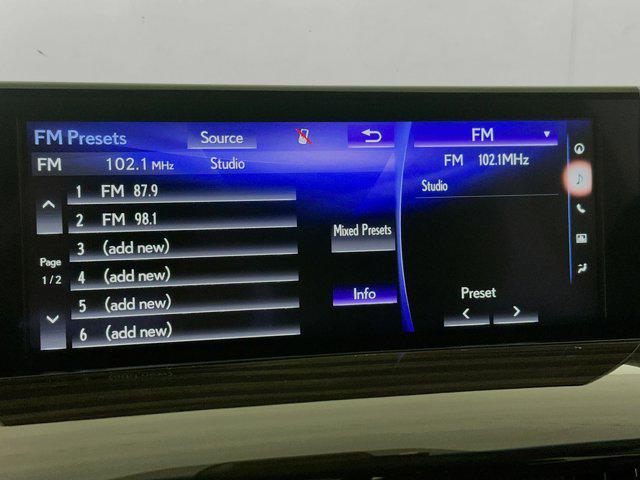 FM Presets Source FM
FM 102.1 MHz Studio FM 102.1MHz
Studio
1 FM 87.9
2 FM 98.1
Mixed Presets
3 (add new)
Page
1/2
4 (add new)
5 (add new)
Info
Preset
6 (add new)